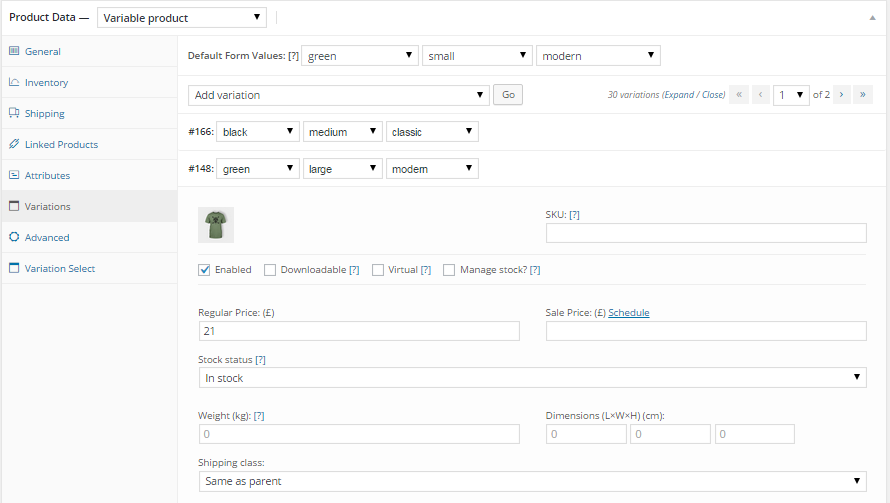 Product Data — Variable product
General
Inventory
Shipping
Linked Products
Attributes
Variations
Advanced
Variation Select
Default Form Values: [?] green small modern
Add variation Go 30 variations (Expand / Close) « ‹ 1 of 2 › »
#166: black medium classic
#148: green large modern
SKU: [?]
Enabled Downloadable [?] Virtual [?] Manage stock? [?]
Regular Price: (£) Sale Price: (£) Schedule
21
Stock status [?]
In stock
Weight (kg): [?] Dimensions (L×W×H) (cm):
0 0 0 0
Shipping class:
Same as parent